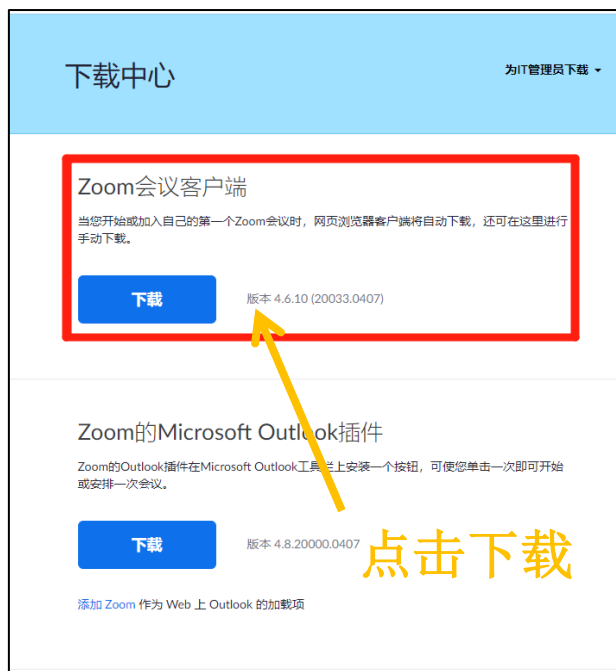 下载中心
为IT管理员下载
Zoom会议客户端
当您开始或加入自己的第一个Zoom会议时，网页浏览器客户端将自动下载，还可在这里进行
手动下载。
下载
版本 4.6.10 (20033.0407)
Zoom的Microsoft Outlook插件
Zoom的Outlook插件在Microsoft Outlook工具栏上安装一个按钮，可使您单击一次即可开始
或安排一次会议。
下载
版本 4.8.20000.0407
点击下载
添加 Zoom 作为 Web 上 Outlook 的加载项